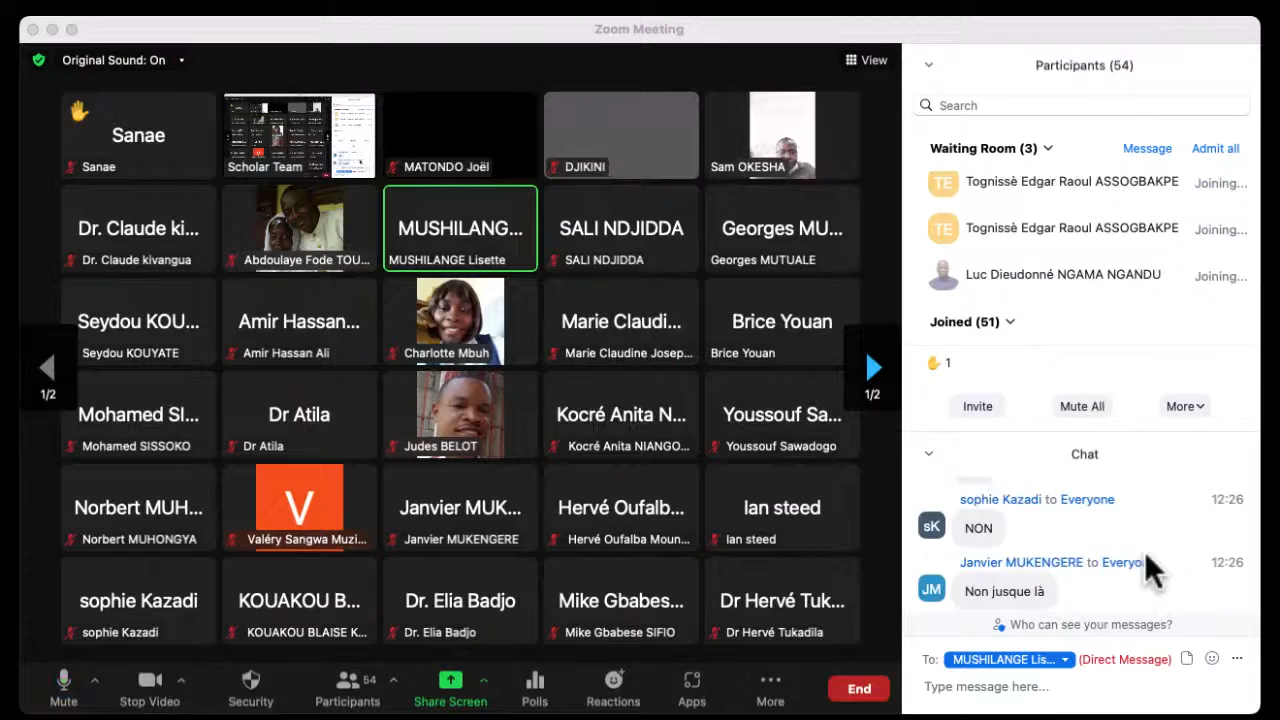 Zoom Meeting
Original Sound: On
View
Sanae
Sanae
Scholar Team
MATONDO Joël
DJIKINI
Sam OKESHA
Dr. Claude ki...
Dr. Claude kivangua
Abdoulaye Fode TOU...
MUSHILANG...
MUSHILANGE Lisette
SALI NDJIDDA
SALI NDJIDDA
Georges MU...
Georges MUTUALE
Seydou KOU...
Seydou KOUYATE
Amir Hassan...
Amir Hassan Ali
Charlotte Mbuh
Marie Claudi...
Marie Claudine Josep...
Brice Youan
Brice Youan
1/2
1/2
Mohamed SI...
Mohamed SISSOKO
Dr Atila
Dr Atila
Judes BELOT
Kocré Anita N...
Kocré Anita NIANGO...
Youssouf Sa...
Youssouf Sawadogo
Norbert MUH...
Norbert MUHONGYA
V
Valéry Sangwa Muzi...
Janvier MUK...
Janvier MUKENGERE
Hervé Oufalb...
Hervé Oufalba Moun...
Ian steed
Ian steed
sophie Kazadi
sophie Kazadi
KOUAKOU B...
KOUAKOU BLAISE K...
Dr. Elia Badjo
Dr. Elia Badjo
Mike Gbabes...
Mike Gbabese SIFIO
Dr Hervé Tuk...
Dr Hervé Tukadila
Mute
Stop Video
Security
54
Participants
Share Screen
Polls
Reactions
Apps
More
End
Participants (54)
Search
Waiting Room (3)
Message
Admit all
TE
Tognissè Edgar Raoul ASSOGBAKPE
Joining...
TE
Tognissè Edgar Raoul ASSOGBAKPE
Joining...
Luc Dieudonné NGAMA NGANDU
Joining...
Joined (51)
1
Invite
Mute All
More
Chat
sophie Kazadi to Everyone 12:26
sK
NON
Janvier MUKENGERE to Everyo 12:26
JM
Non jusque là
Who can see your messages?
To: MUSHILANGE Lis... (Direct Message)
Type message here...